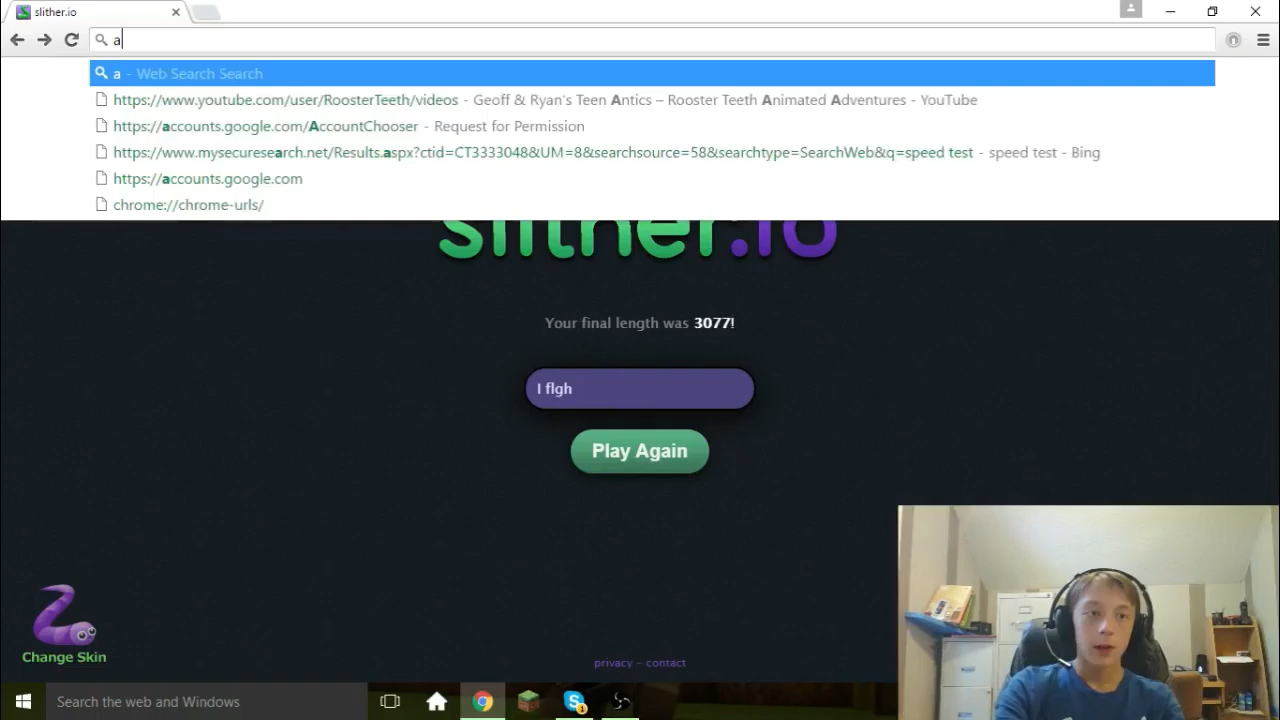 slither.io
a
a - Web Search Search
https://www.youtube.com/user/RoosterTeeth/videos - Geoff & Ryan's Teen Antics – Rooster Teeth Animated Adventures - YouTube
https://accounts.google.com/AccountChooser - Request for Permission
https://www.mysecuresearch.net/Results.aspx?ctid=CT3333048&UM=8&searchsource=58&searchtype=SearchWeb&q=speed test - speed test - Bing
https://accounts.google.com
chrome://chrome-urls/
slither.io
Your final length was 3077!
I flgh
Play Again
Change Skin
privacy - contact
Search the web and Windows
1